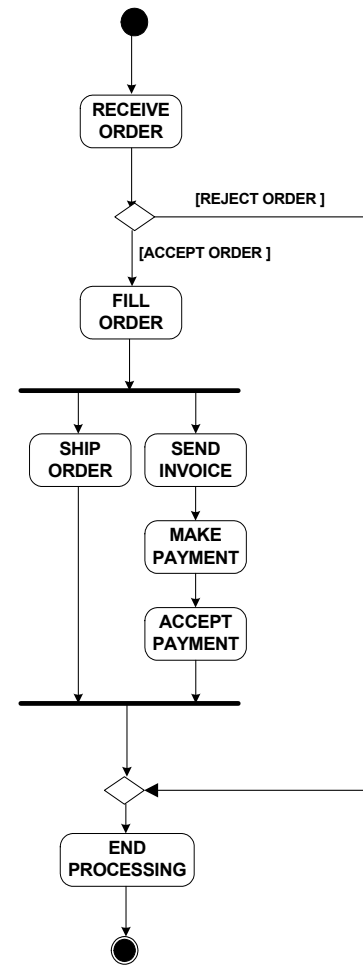 RECEIVE
ORDER
[REJECT ORDER ]
[ACCEPT ORDER ]
FILL
ORDER
SHIP
ORDER
SEND
INVOICE
MAKE
PAYMENT
ACCEPT
PAYMENT
END
PROCESSING